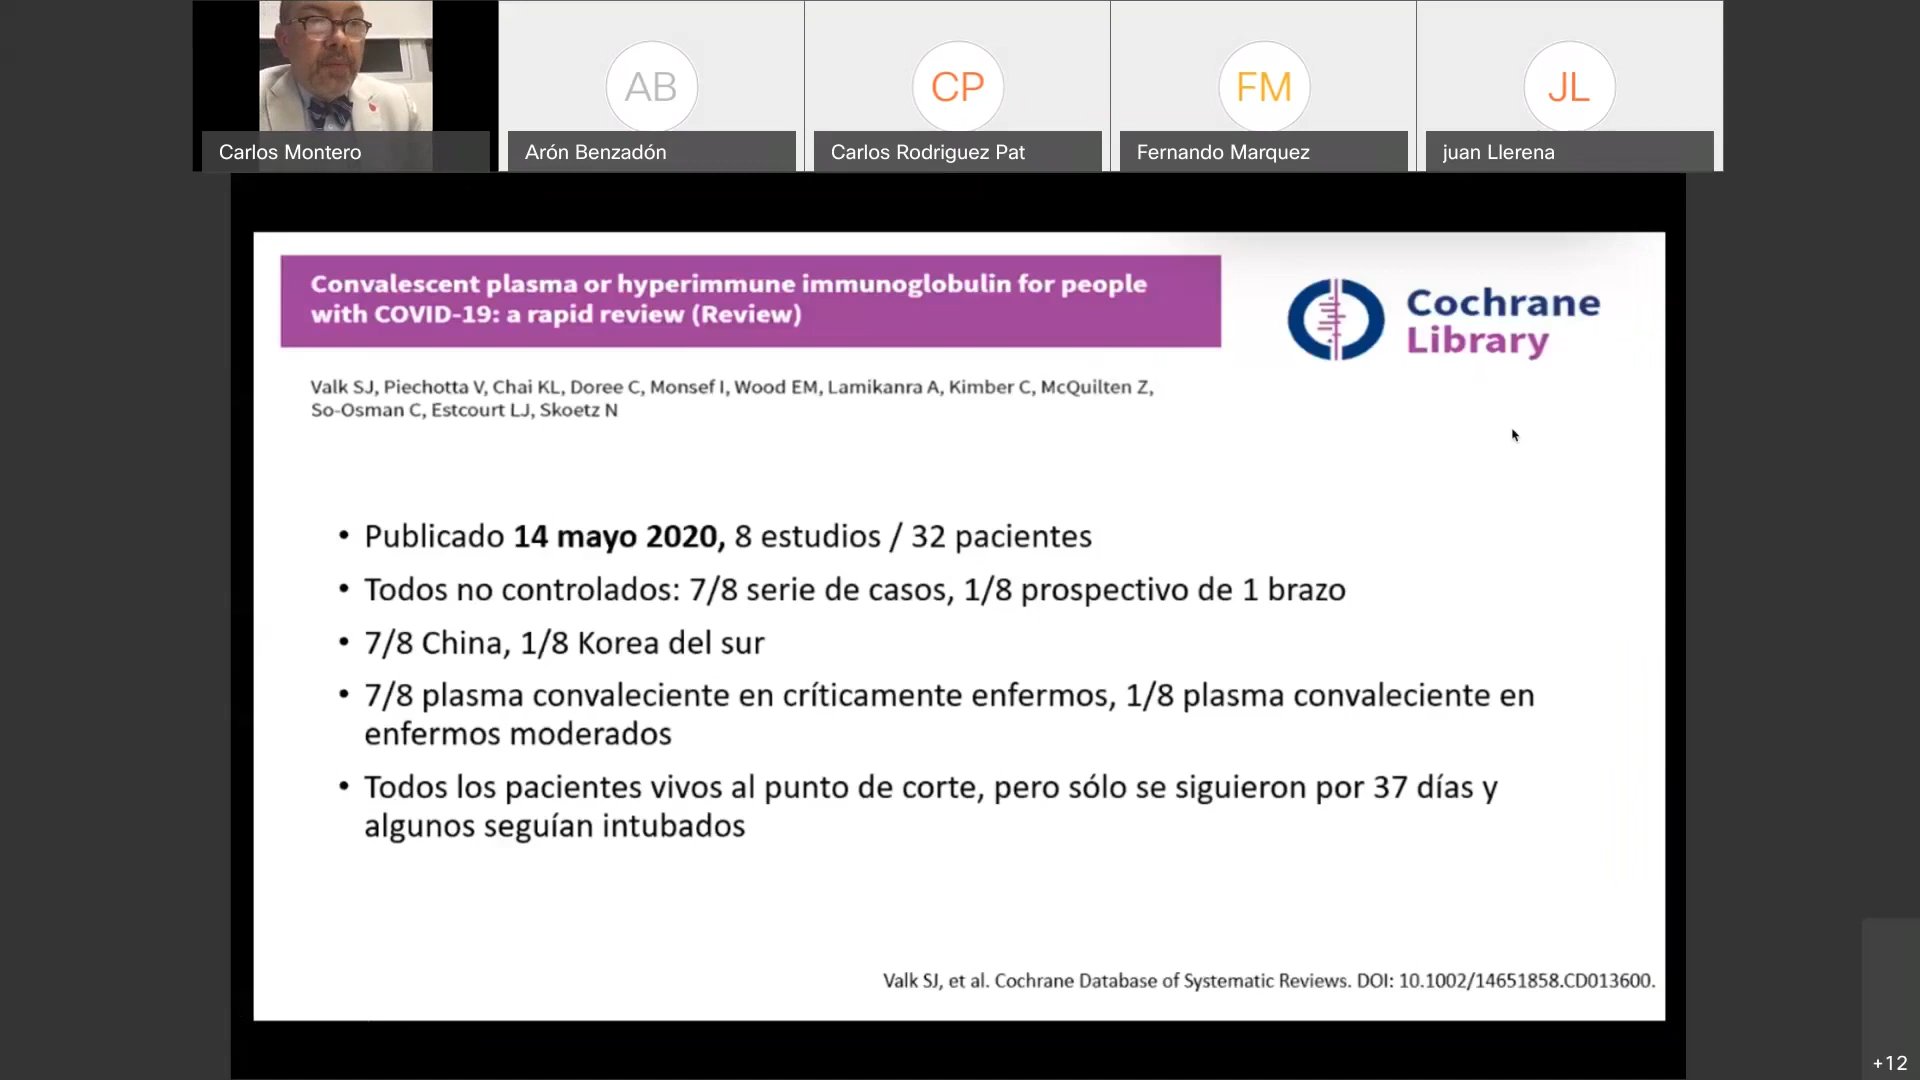 AB
CP
FM
JL
Carlos Montero
Arón Benzadón
Carlos Rodriguez Pat
Fernando Marquez
juan Llerena
Convalescent plasma or hyperimmune immunoglobulin for people
with COVID-19: a rapid review (Review)
Cochrane
Library
Valk SJ, Piechotta V, Chai KL, Doree C, Monsef I, Wood EM, Lamikanra A, Kimber C, McQuilten Z,
So-Osman C, Estcourt LJ, Skoetz N
• Publicado 14 mayo 2020, 8 estudios / 32 pacientes
• Todos no controlados: 7/8 serie de casos, 1/8 prospectivo de 1 brazo
• 7/8 China, 1/8 Korea del sur
• 7/8 plasma convaleciente en críticamente enfermos, 1/8 plasma convaleciente en
enfermos moderados
• Todos los pacientes vivos al punto de corte, pero sólo se siguieron por 37 días y
algunos seguían intubados
Valk SJ, et al. Cochrane Database of Systematic Reviews. DOI: 10.1002/14651858.CD013600.
+12